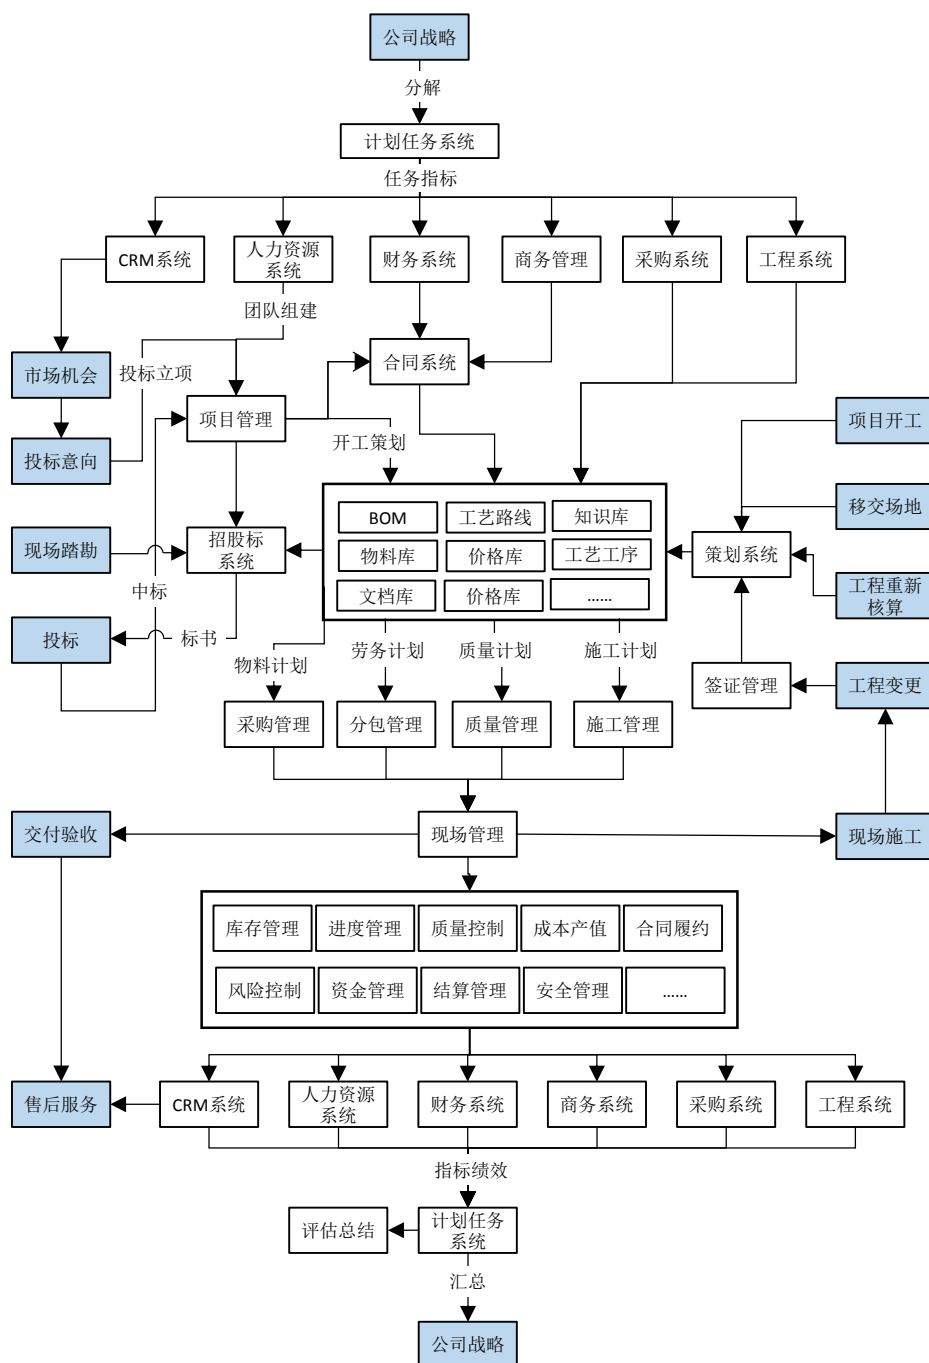 公司战略
分解
计划任务系统
任务指标
CRM系统
人力资源
系统
财务系统
商务管理
采购系统
工程系统
团队组建
市场机会
投标立项
合同系统
项目管理
项目开工
投标意向
开工策划
BOM
工艺路线
知识库
移交场地
现场踏勘
招股标
系统
物料库
价格库
工艺工序
策划系统
中标
文档库
价格库
......
工程重新
核算
投标
标书
物料计划
劳务计划
质量计划
施工计划
签证管理
工程变更
采购管理
分包管理
质量管理
施工管理
交付验收
现场管理
现场施工
库存管理
进度管理
质量控制
成本产值
合同履约
风险控制
资金管理
结算管理
安全管理
......
售后服务
CRM系统
人力资源
系统
财务系统
商务系统
采购系统
工程系统
指标绩效
评估总结
计划任务
系统
汇总
公司战略